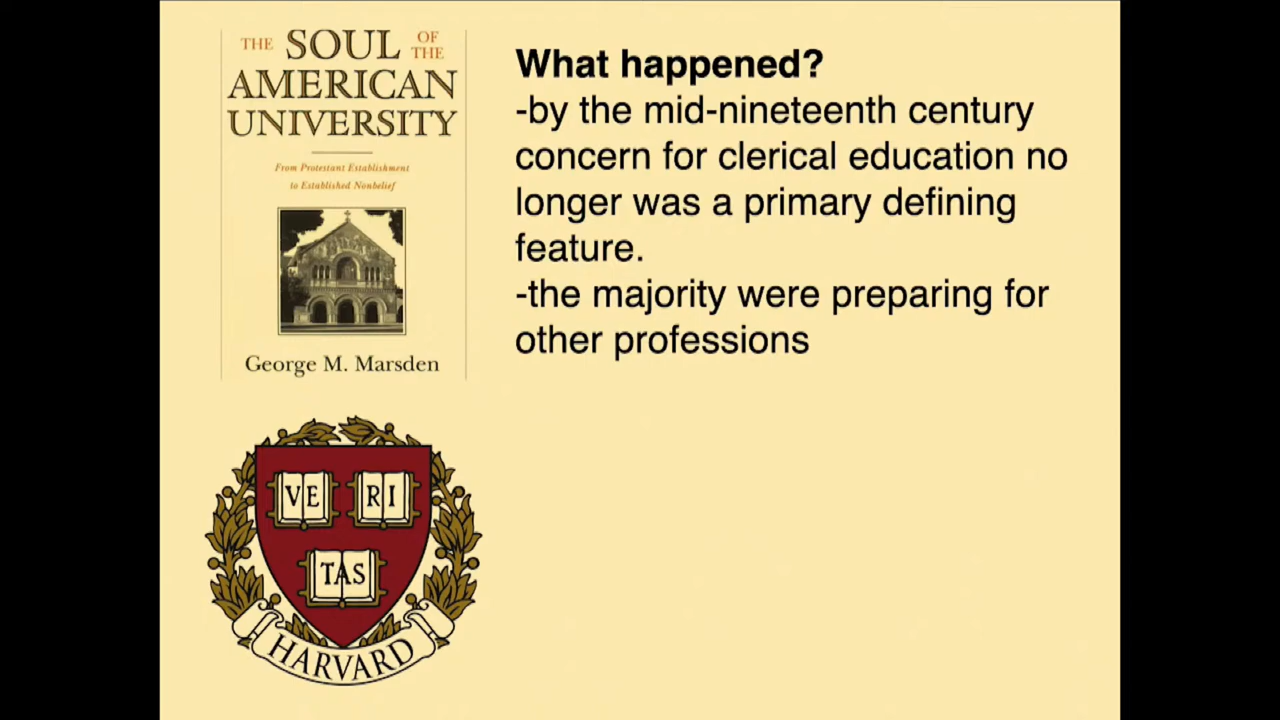 THE SOUL OF THE
AMERICAN
UNIVERSITY
From Protestant Establishment
to Established Nonbelief
George M. Marsden
What happened?
-by the mid-nineteenth century
concern for clerical education no
longer was a primary defining
feature.
-the majority were preparing for
other professions
VE RI
TAS
HARVARD